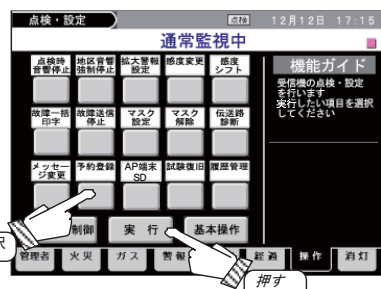 点検・設定
点検
12月12日 17:15
通常監視中
点検時
音響停止
地区音響
強制停止
拡大警報
設定
感度変更
感度
シフト
故障一括
印字
故障送信
停止
マスク
設定
マスク
解除
伝送路
診断
メッセー
ジ変更
予約登録
AP端末
SD
試験復旧
履歴管理
機能ガイド
受信機の点検・設定
を行います
実行したい項目を選択
してください
択
制御
実行
基本操作
管理者
火災
ガス
警報
経過
操作
消灯
押す